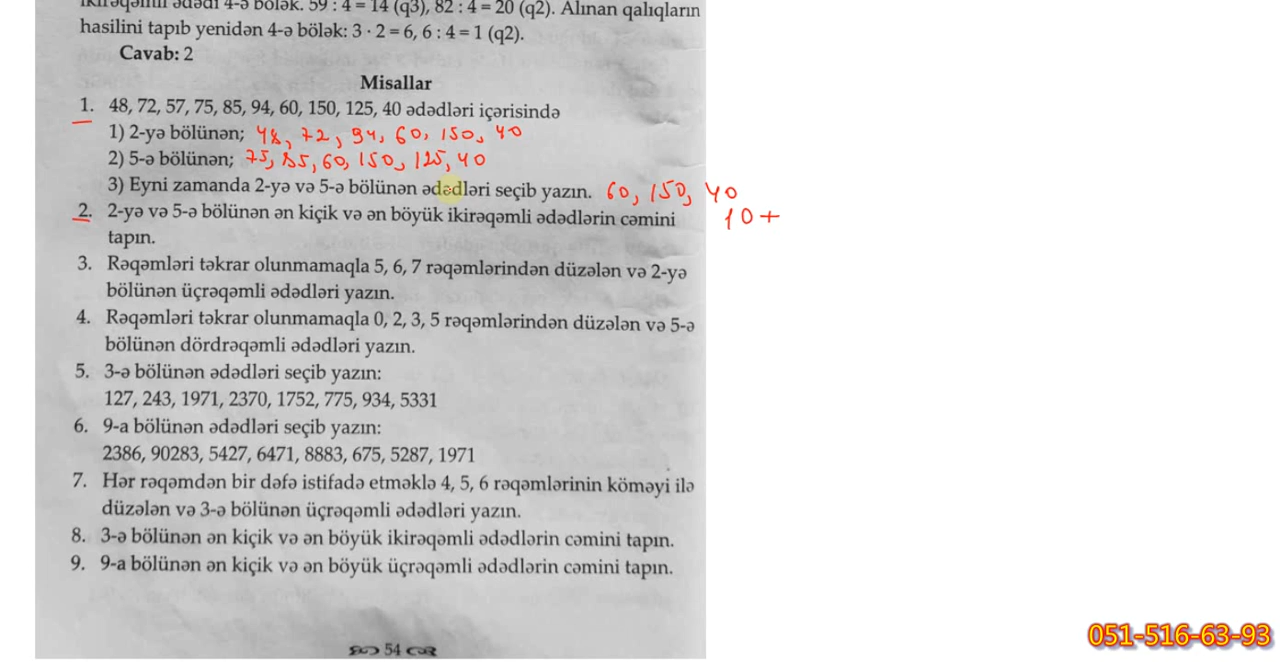 ikirəqəmli ədədi 4-ə bölək. 59 : 4 = 14 (q3), 82 : 4 = 20 (q2). Alınan qalıqların
hasilini tapıb yenidən 4-ə bölək: 3 · 2 = 6, 6 : 4 = 1 (q2).
Cavab: 2
Misallar
1. 48, 72, 57, 75, 85, 94, 60, 150, 125, 40 ədədləri içərisində
1) 2-yə bölünən; 48, 72, 94, 60, 150, 40
2) 5-ə bölünən; 75, 85, 60, 150, 125, 40
3) Eyni zamanda 2-yə və 5-ə bölünən ədədləri seçib yazın. 60, 150, 40
2. 2-yə və 5-ə bölünən ən kiçik və ən böyük ikirəqəmli ədədlərin cəmini 10+
tapın.
3. Rəqəmləri təkrar olunmamaqla 5, 6, 7 rəqəmlərindən düzələn və 2-yə
bölünən üçrəqəmli ədədləri yazın.
4. Rəqəmləri təkrar olunmamaqla 0, 2, 3, 5 rəqəmlərindən düzələn və 5-ə
bölünən dördrəqəmli ədədləri yazın.
5. 3-ə bölünən ədədləri seçib yazın:
127, 243, 1971, 2370, 1752, 775, 934, 5331
6. 9-a bölünən ədədləri seçib yazın:
2386, 90283, 5427, 6471, 8883, 675, 5287, 1971
7. Hər rəqəmdən bir dəfə istifadə etməklə 4, 5, 6 rəqəmlərinin köməyi ilə
düzələn və 3-ə bölünən üçrəqəmli ədədləri yazın.
8. 3-ə bölünən ən kiçik və ən böyük ikirəqəmli ədədlərin cəmini tapın.
9. 9-a bölünən ən kiçik və ən böyük üçrəqəmli ədədlərin cəmini tapın.
54
051-516-63-93